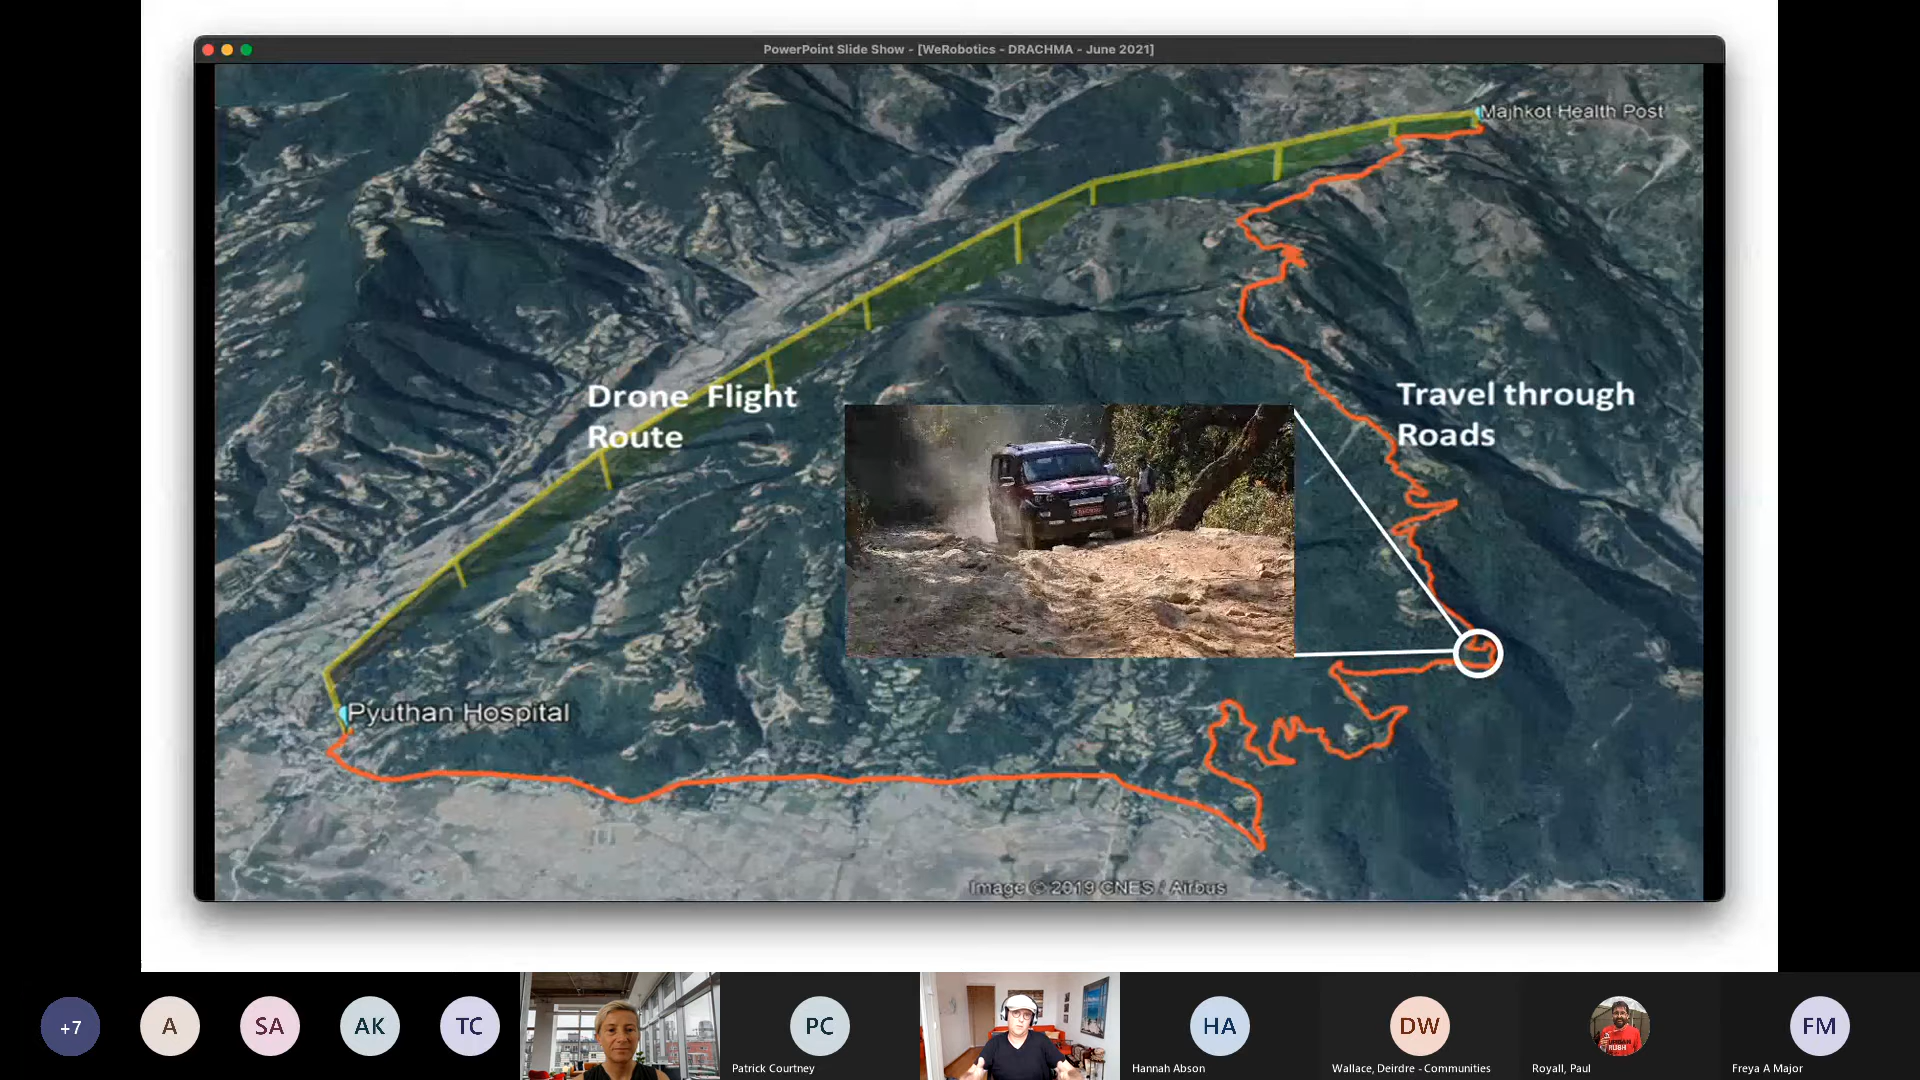 PowerPoint Slide Show - [WeRobotics - DRACHMA - June 2021]
Majhkot Health Post
Drone Flight
Route
Travel through
Roads
Pyuthan Hospital
Image © 2019 CNES / Airbus
+7
A
SA
AK
TC
PC
Patrick Courtney
HA
Hannah Abson
DW
Wallace, Deirdre - Communities
Royall, Paul
FM
Freya A Major